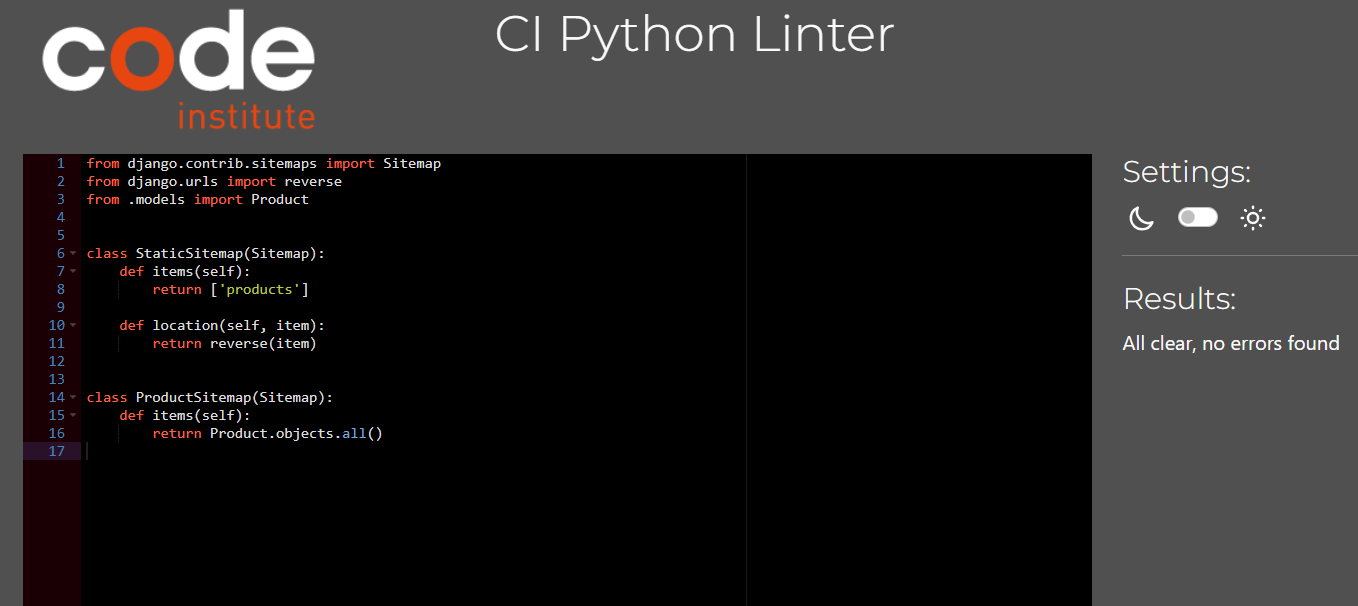 code
institute
CI Python Linter
1 from django.contrib.sitemaps import Sitemap
2 from django.urls import reverse
3 from .models import Product
4
5
6 class StaticSitemap(Sitemap):
7     def items(self):
8         return ['products']
9
10     def location(self, item):
11         return reverse(item)
12
13
14 class ProductSitemap(Sitemap):
15     def items(self):
16         return Product.objects.all()
17
Settings:
Results:
All clear, no errors found